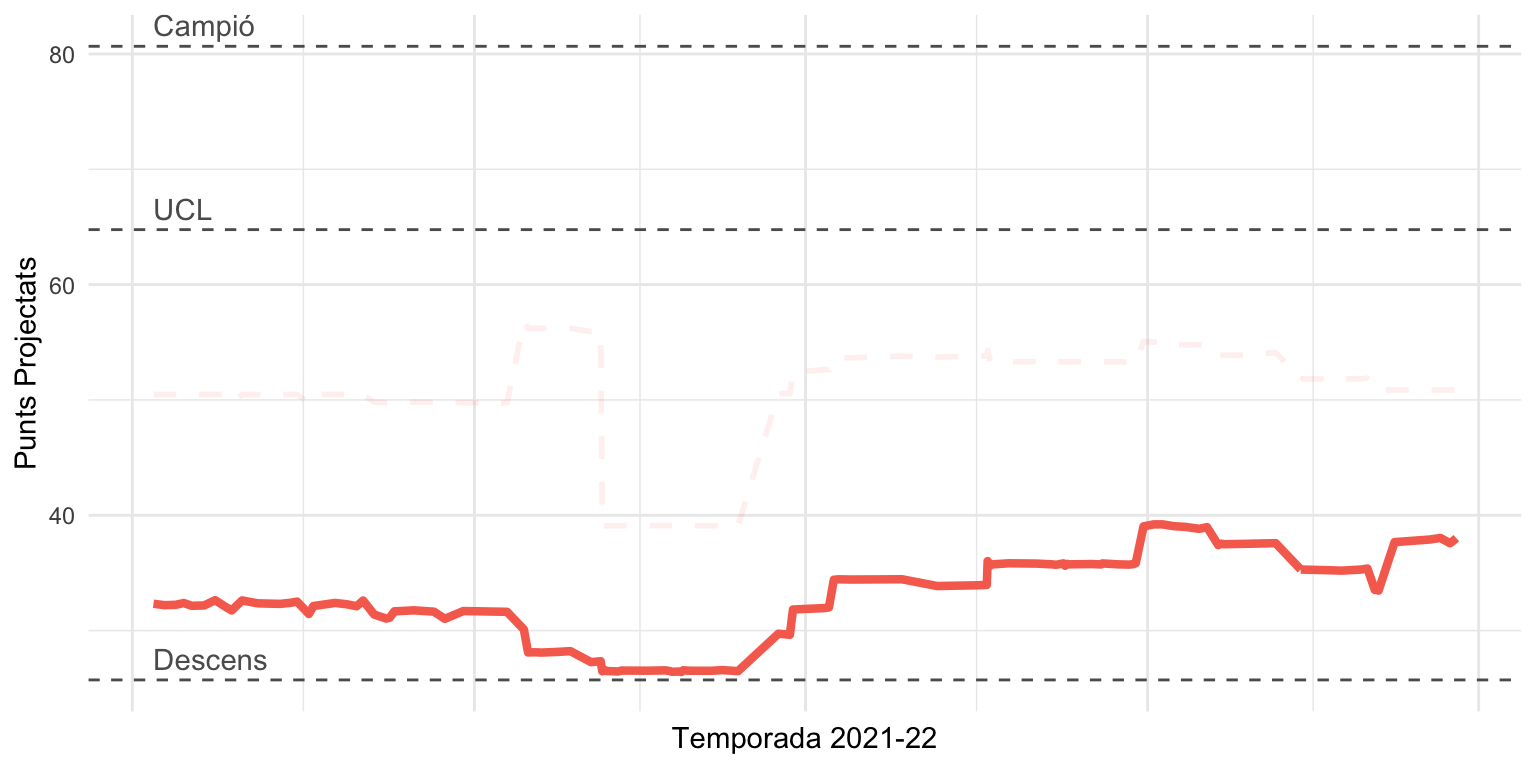 Campió
80
UCL
60
40
Descens
Punts Projectats
Temporada 2021-22